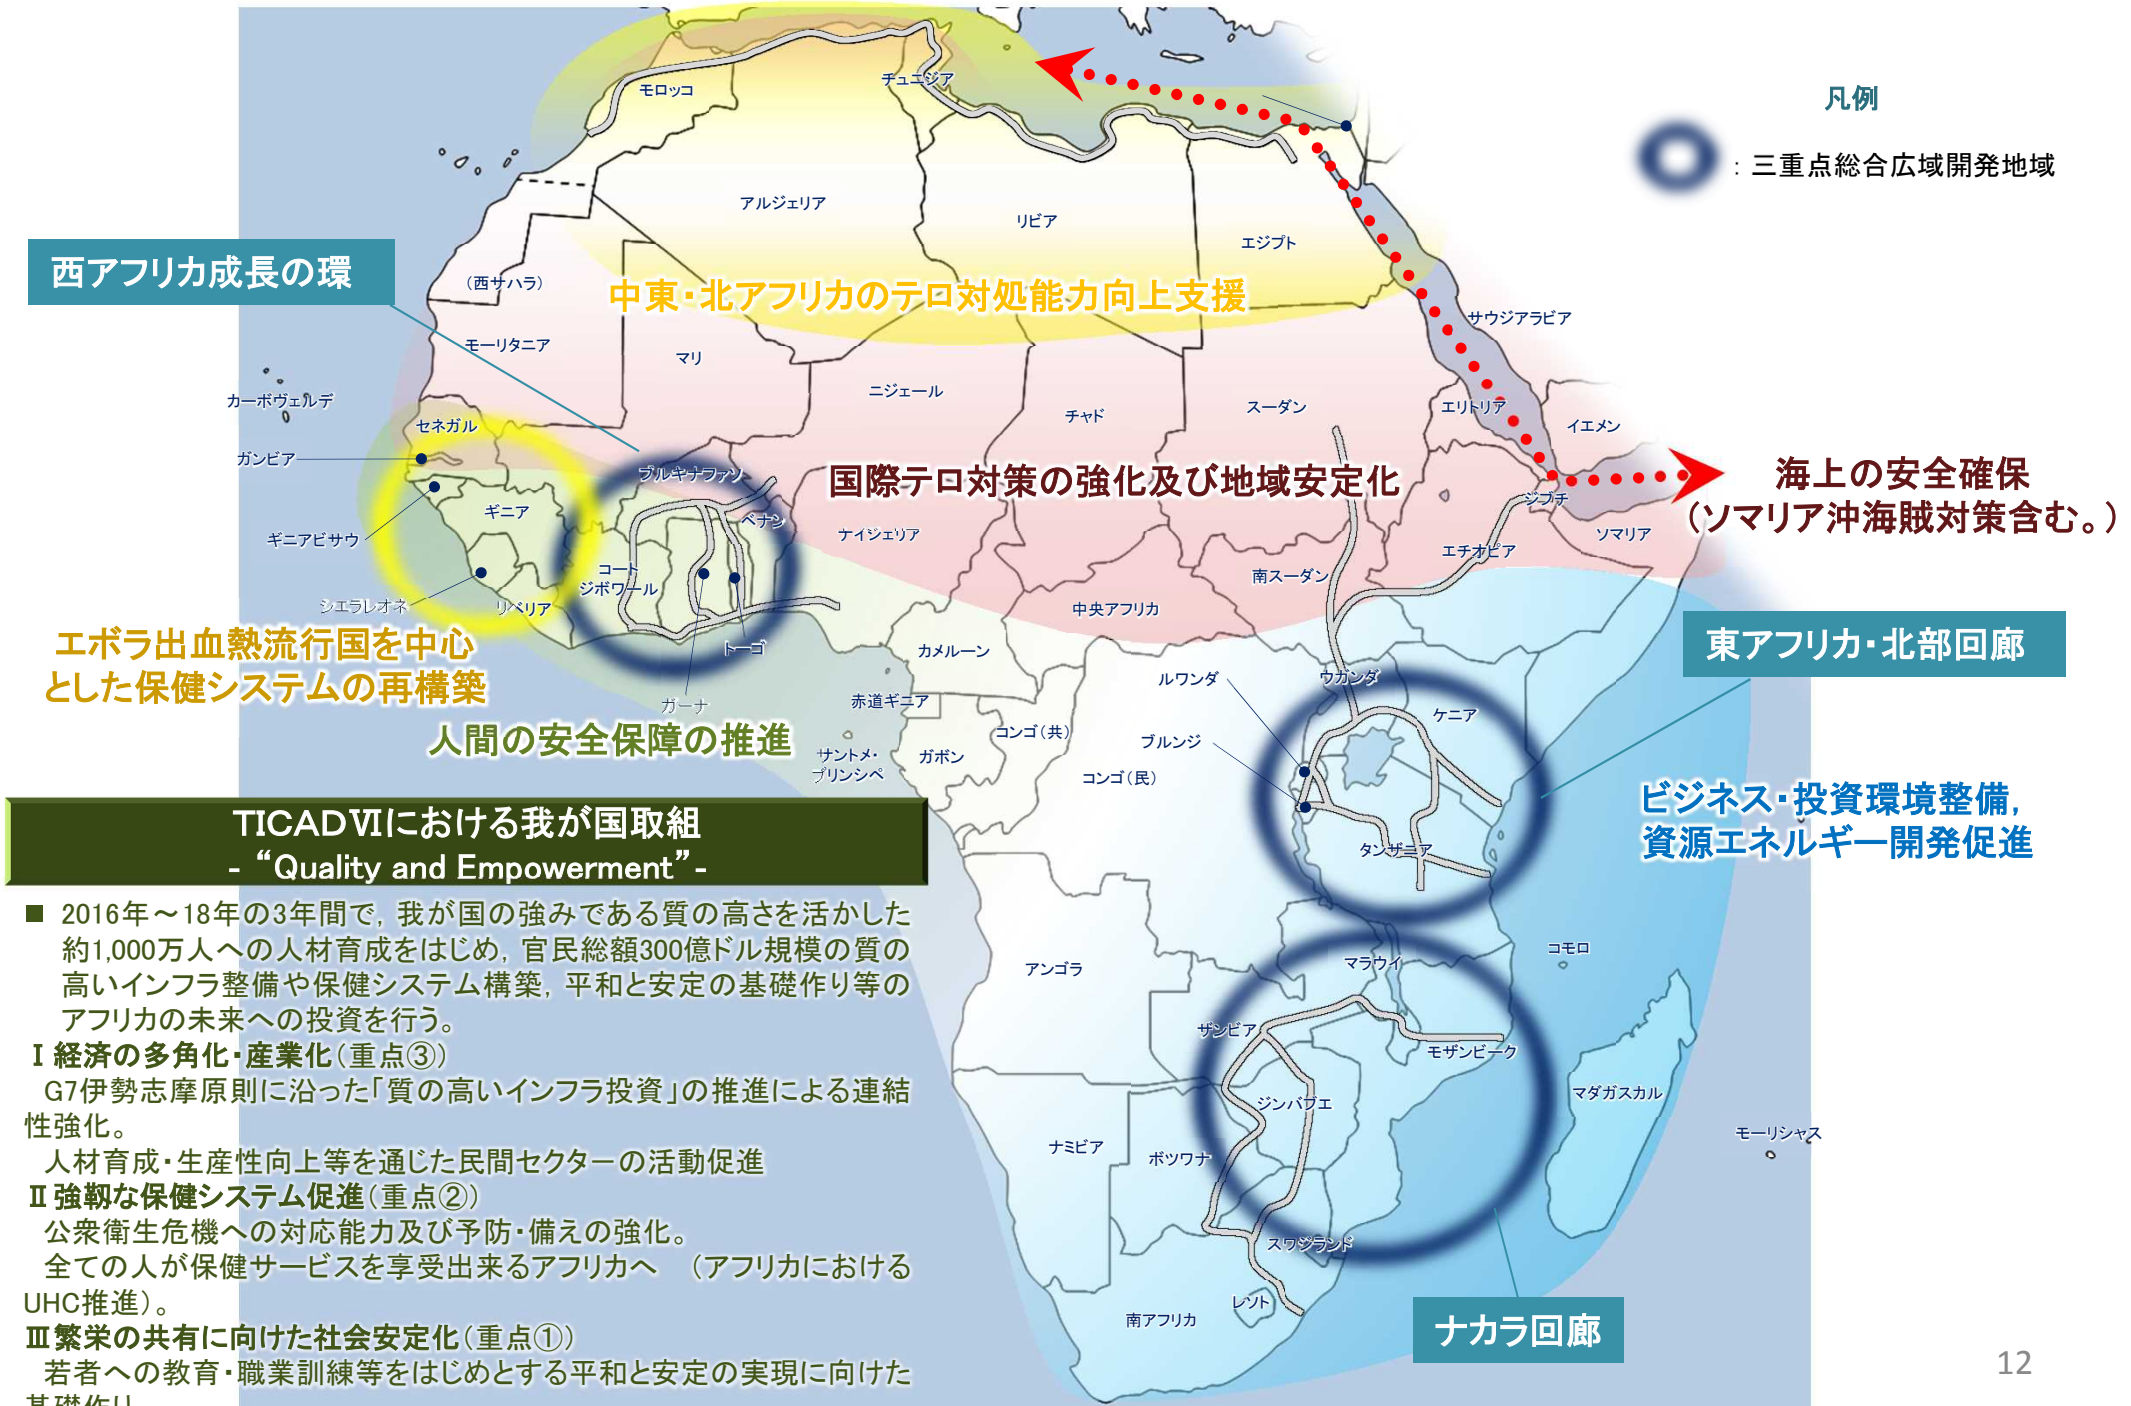 凡例
：三重点総合広域開発地域
チュニジア
モロッコ
アルジェリア
リビア
エジプト
西アフリカ成長の環
（西サハラ）
中東・北アフリカのテロ対処能力向上支援
サウジアラビア
モーリタニア
マリ
ニジェール
チャド
スーダン
エリトリア
イエメン
カーボヴェルデ
セネガル
ガンビア
ブルキナファソ
国際テロ対策の強化及び地域安定化
海上の安全確保
（ソマリア沖海賊対策含む。）
ジブチ
ギニア
ベナン
ナイジェリア
ソマリア
ギニアビサウ
エチオピア
コート
ジボワール
南スーダン
シエラレオネ
リベリア
中央アフリカ
エボラ出血熱流行国を中心
とした保健システムの再構築
トーゴ
カメルーン
東アフリカ・北部回廊
ルワンダ
ウガンダ
ガーナ
赤道ギニア
ケニア
人間の安全保障の推進
コンゴ（共）
ブルンジ
サントメ・
プリンシペ
ガボン
コンゴ（民）
ビジネス・投資環境整備，
資源エネルギー開発促進
タンザニア
TICADⅥにおける我が国取組
- “Quality and Empowerment” -
■ 2016年～18年の3年間で，我が国の強みである質の高さを活かした
約1,000万人への人材育成をはじめ，官民総額300億ドル規模の質の
高いインフラ整備や保健システム構築，平和と安定の基礎作り等の
アフリカの未来への投資を行う。
Ⅰ 経済の多角化・産業化（重点③）
G7伊勢志摩原則に沿った「質の高いインフラ投資」の推進による連結
性強化。
人材育成・生産性向上等を通じた民間セクターの活動促進
Ⅱ 強靱な保健システム促進（重点②）
公衆衛生危機への対応能力及び予防・備えの強化。
全ての人が保健サービスを享受出来るアフリカへ　（アフリカにおける
UHC推進）。
Ⅲ 繁栄の共有に向けた社会安定化（重点①）
若者への教育・職業訓練等をはじめとする平和と安定の実現に向けた
基礎作り
アンゴラ
マラウイ
コモロ
ザンビア
モザンビーク
ジンバブエ
マダガスカル
ナミビア
ボツワナ
モーリシャス
スワジランド
レソト
南アフリカ
ナカラ回廊
12